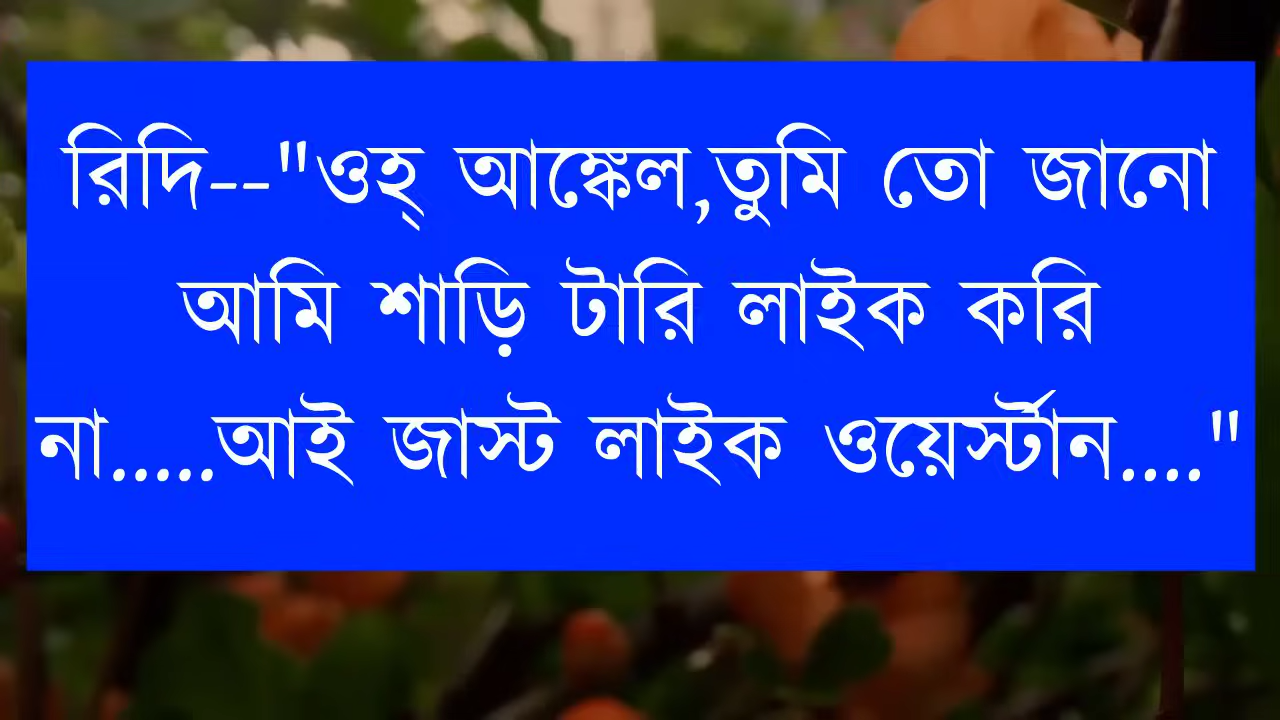 রিদি--"ওহ্ আঙ্কেল,তুমি তো জানো
আমি শাড়ি টারি লাইক করি
না.....আই জাস্ট লাইক ওয়ের্স্টান...."